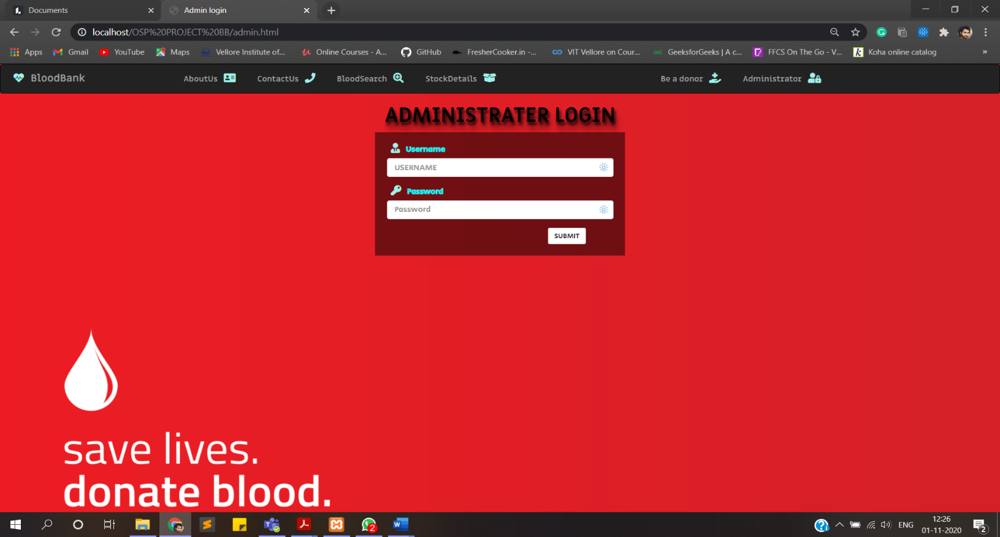 Documents
Admin login
localhost/OSP%20PROJECT%20BB/admin.html
Apps
Gmail
YouTube
Maps
Vellore Institute of...
Online Courses - A...
GitHub
FresherCooker.in -...
VIT Vellore on Cour...
GeeksforGeeks | A c...
FFCS On The Go - V...
Koha online catalog
»
BloodBank
AboutUs
ContactUs
BloodSearch
StockDetails
Be a donor
Administrator
ADMINISTRATER LOGIN
Username
USERNAME
Password
Password
SUBMIT
save lives.
donate blood.
2
ENG
12:26
01-11-2020
2